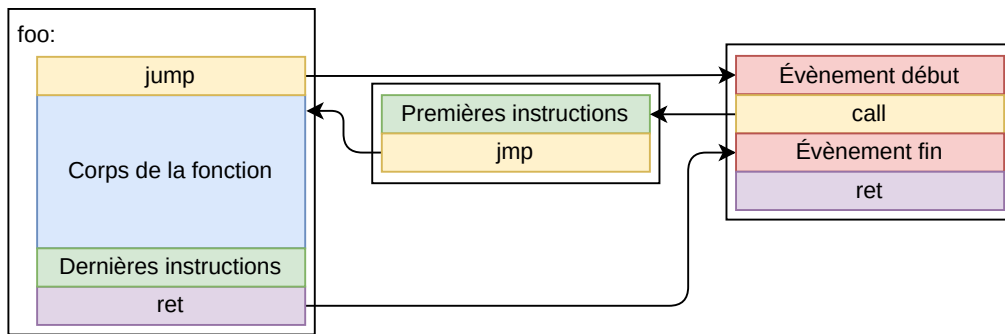 foo:
jump
Corps de la fonction
Dernières instructions
ret
Premières instructions
jmp
Évènement début
call
Évènement fin
ret